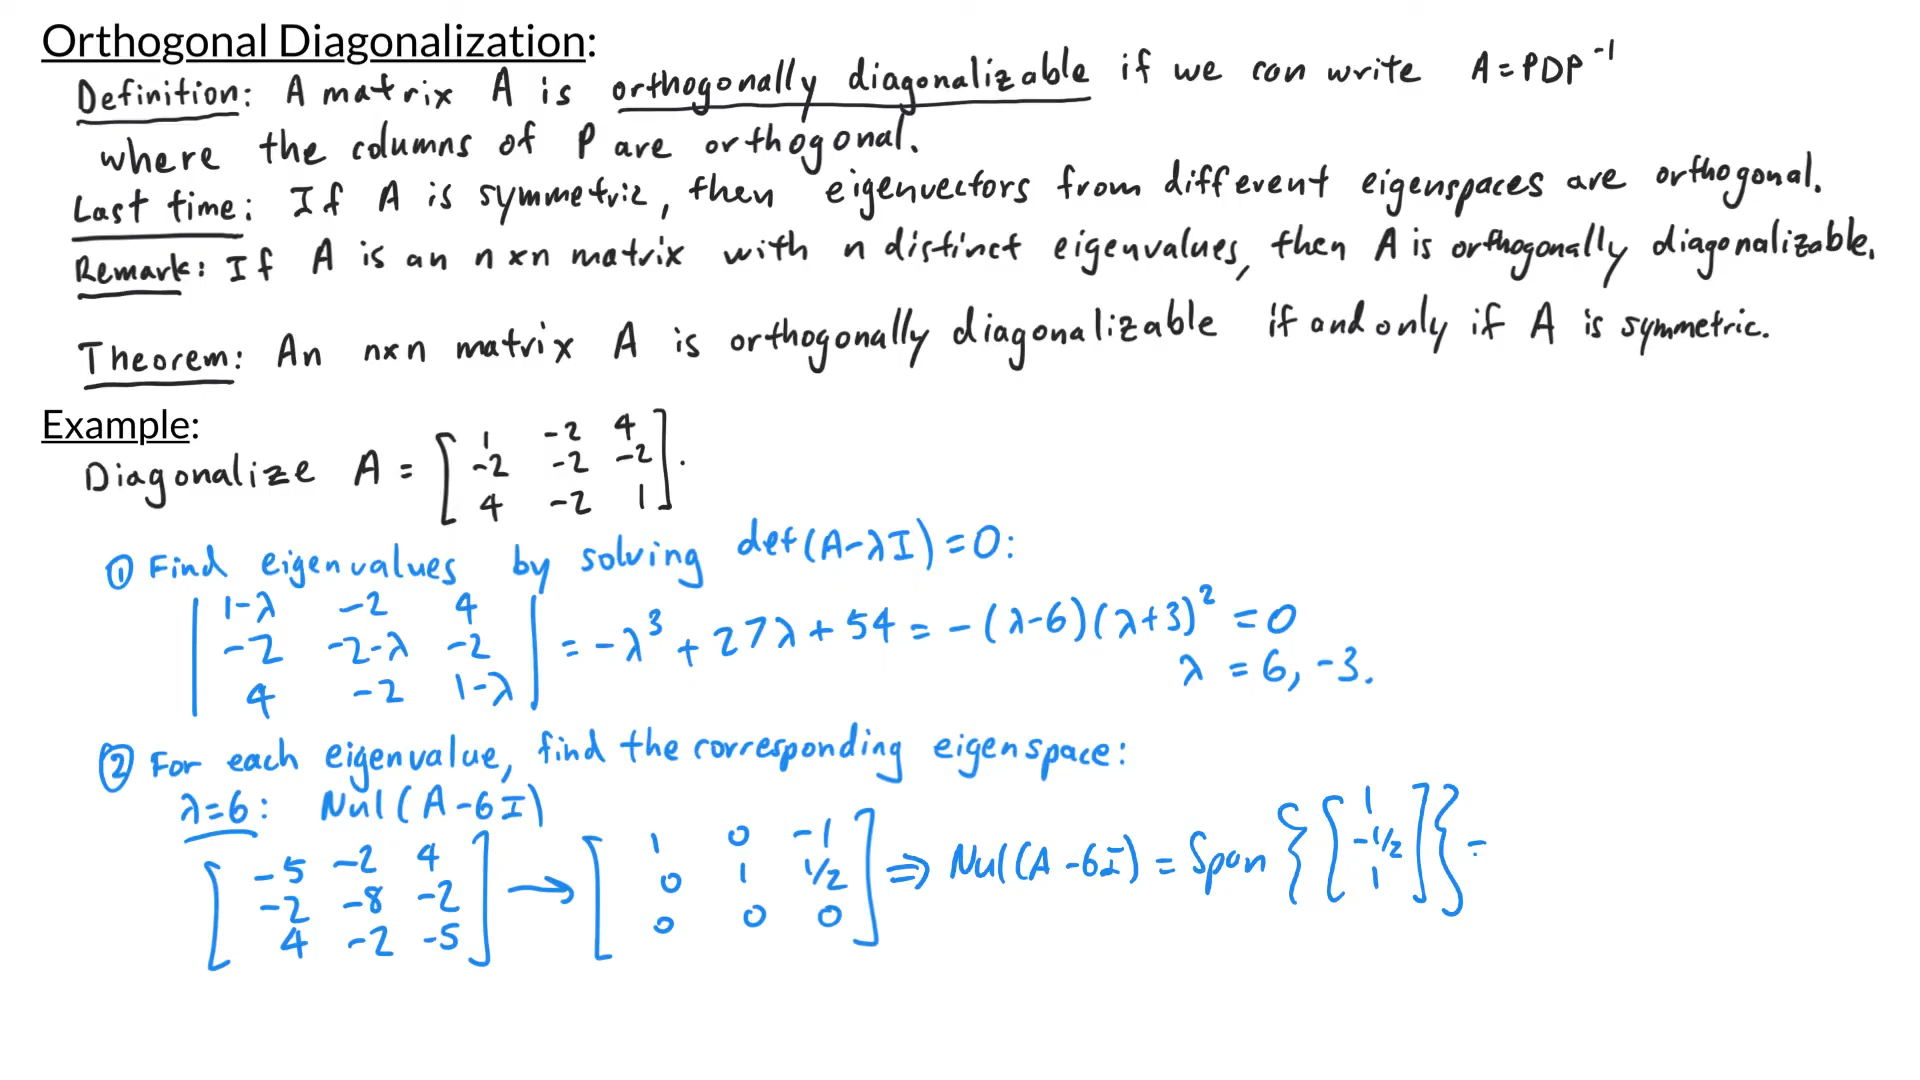 Orthogonal Diagonalization:
Definition: A matrix A is orthogonally diagonalizable if we can write A = PDP⁻¹
where the columns of P are orthogonal.
Last time: If A is symmetric, then eigenvectors from different eigenspaces are orthogonal.
Remark: If A is an n×n matrix with n distinct eigenvalues, then A is orthogonally diagonalizable.
Theorem: An n×n matrix A is orthogonally diagonalizable if and only if A is symmetric.
Example:
Diagonalize A = [1 -2 4
-2 -2 -2
4 -2 1].
① Find eigenvalues by solving det(A-λI) = 0:
|1-λ -2 4
-2 -2-λ -2
4 -2 1-λ| = -λ³ + 27λ + 54 = -(λ-6)(λ+3)² = 0
λ = 6, -3.
② For each eigenvalue, find the corresponding eigenspace:
λ=6: Nul(A-6I)
[-5 -2 4
-2 -8 -2
4 -2 -5] → [1 0 -1
0 1 1/2
0 0 0] ⇒ Nul(A-6I) = Span {[1
-1/2
1]} =